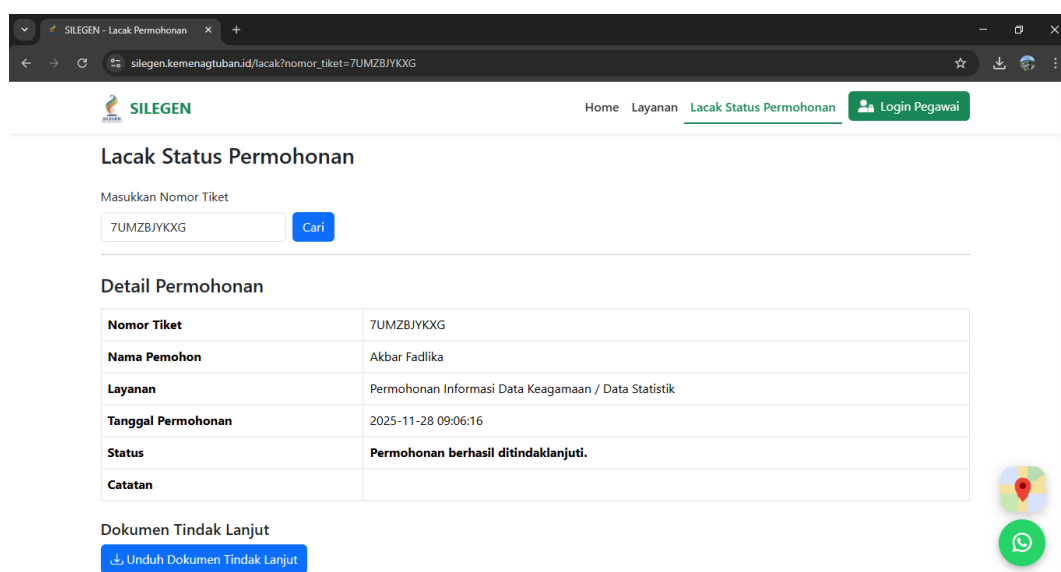 SILEGEN - Lacak Permohonan
silegen.kemenagtuban.id/lacak?nomor_tiket=7UMZBJYKXG
SILEGEN
Home Layanan Lacak Status Permohonan Login Pegawai
Lacak Status Permohonan
Masukkan Nomor Tiket
7UMZBJYKXG Cari
Detail Permohonan
Nomor Tiket 7UMZBJYKXG
Nama Pemohon Akbar Fadlika
Layanan Permohonan Informasi Data Keagamaan / Data Statistik
Tanggal Permohonan 2025-11-28 09:06:16
Status Permohonan berhasil ditindaklanjuti.
Catatan
Dokumen Tindak Lanjut
Unduh Dokumen Tindak Lanjut